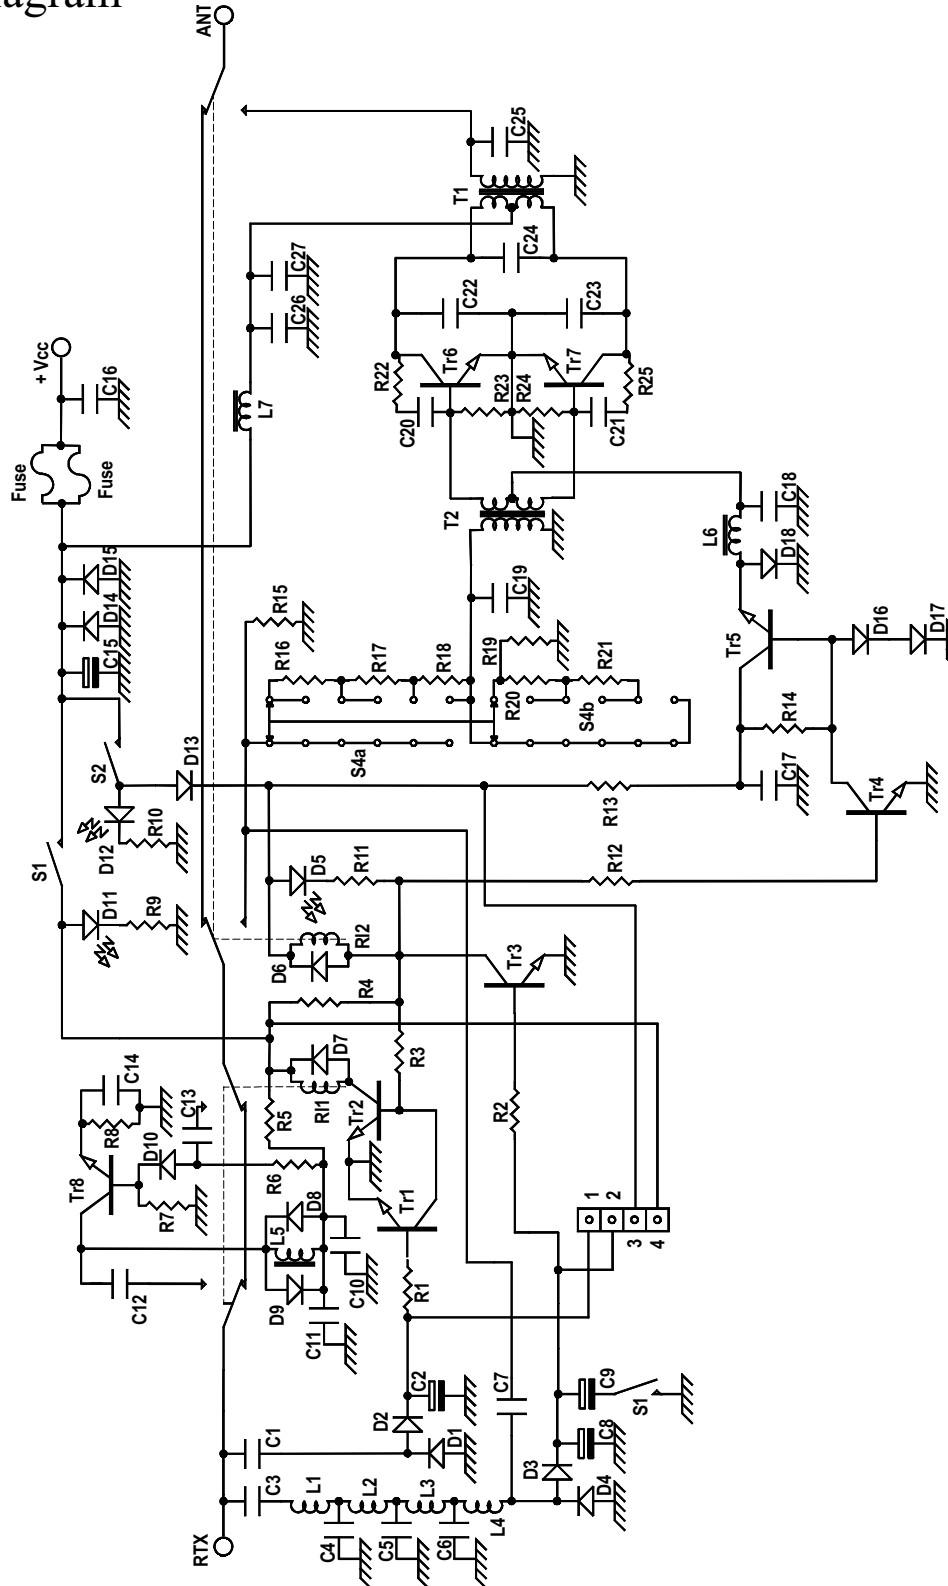 agram
ANT
+ Vcc
C16
Fuse
Fuse
C25
T1
C27
C26
L7
C24
C22
C23
Tr6
Tr7
R22
R23
R24
R25
C20
C21
T2
C18
L6
D18
C19
D15
D14
C15
R15
R16
R17
R18
R19
R20
R21
S4b
S4a
Tr5
D16
D17
R14
C17
Tr4
S2
D13
D12
R10
R13
R12
S1
D11
R9
D5
R11
D6
Rl2
R4
Tr3
C14
R8
C13
D10
Tr8
R7
R6
R5
D7
Rl1
Tr2
R3
R2
Tr1
D8
L5
D9
C10
C11
C12
R1
1
2
3
4
C2
D2
D1
C7
C9
S1
C8
D3
D4
C1
C3
L1
L2
L3
L4
C4
C5
C6
RTX